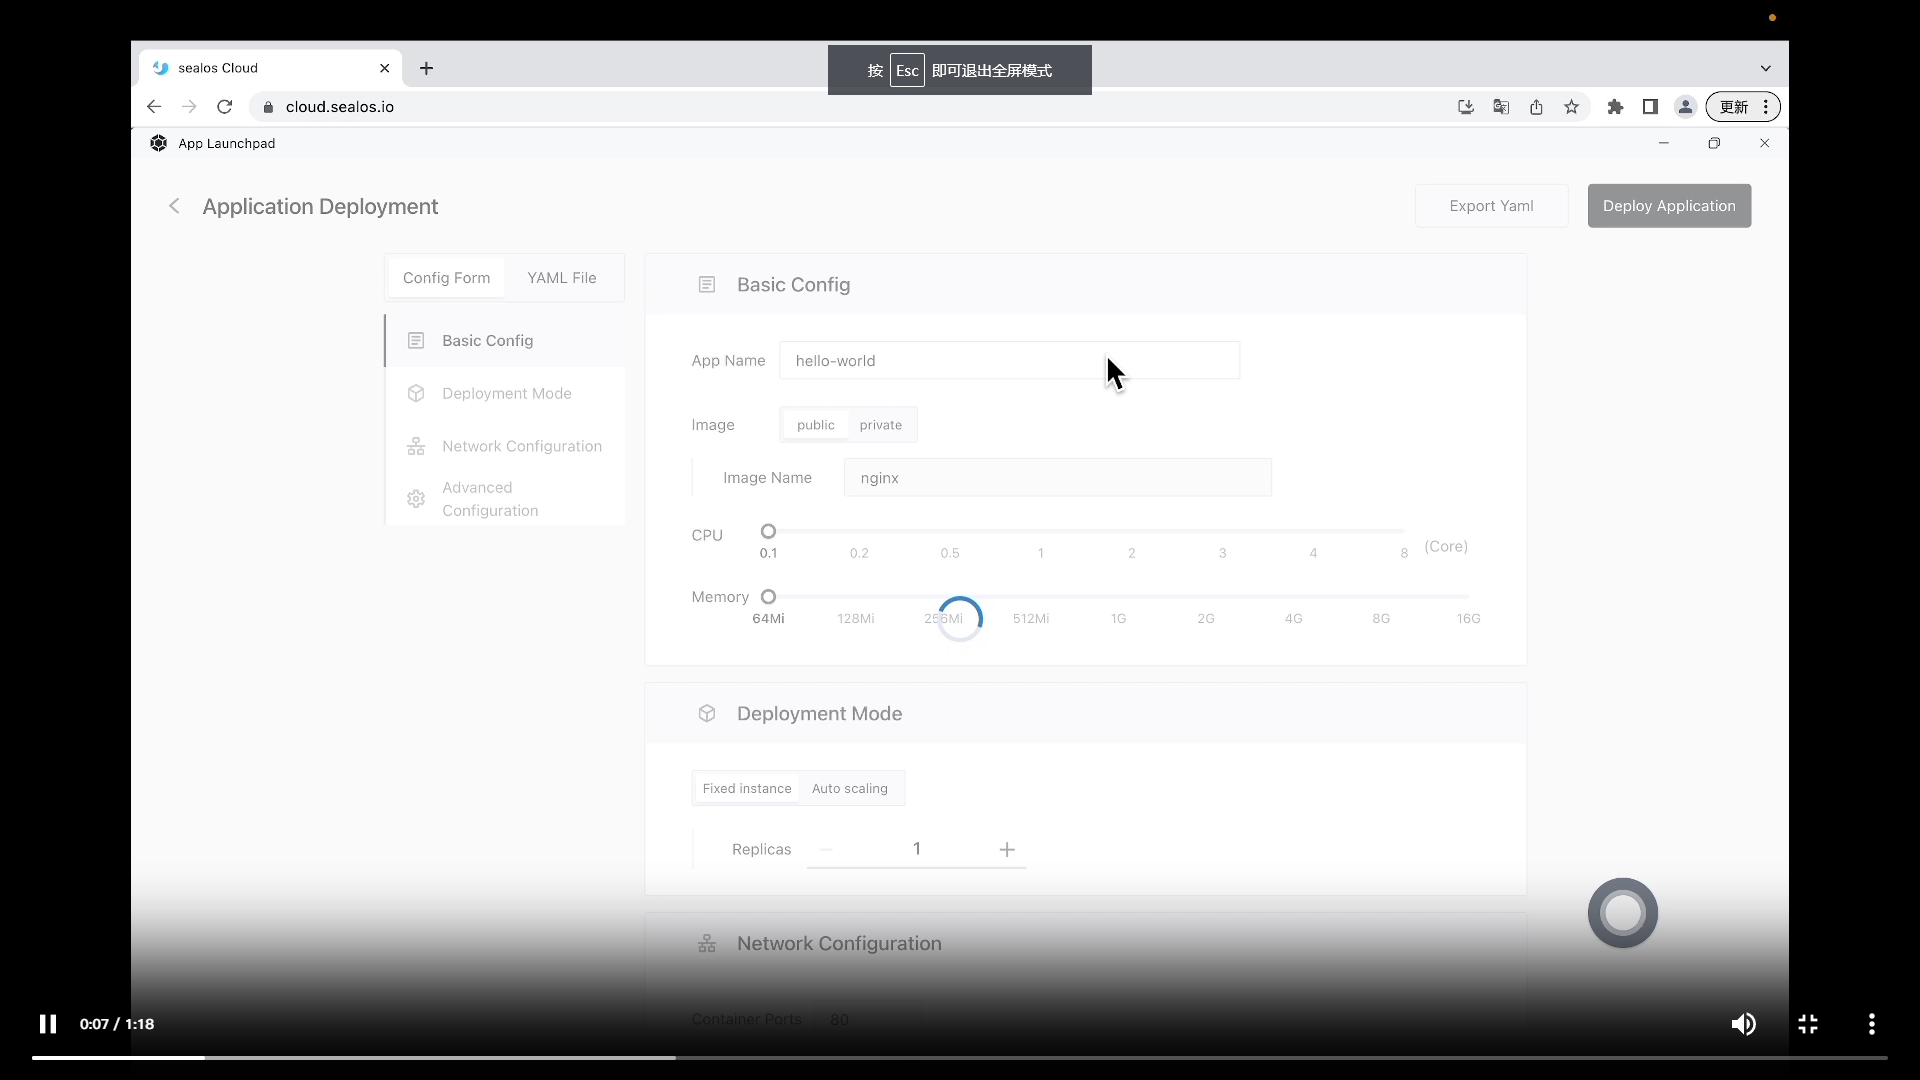 sealos Cloud
按 Esc 即可退出全屏模式
cloud.sealos.io
更新
App Launchpad
Application Deployment
Export Yaml
Deploy Application
Config Form
YAML File
Basic Config
Deployment Mode
Network Configuration
Advanced
Configuration
Basic Config
App Name
hello-world
Image
public
private
Image Name
nginx
CPU
0.1 0.2 0.5 1 2 3 4 8 (Core)
Memory
64Mi 128Mi 256Mi 512Mi 1G 2G 4G 8G 16G
Deployment Mode
Fixed instance
Auto scaling
Replicas
1
Network Configuration
Container Ports 80
0:07 / 1:18